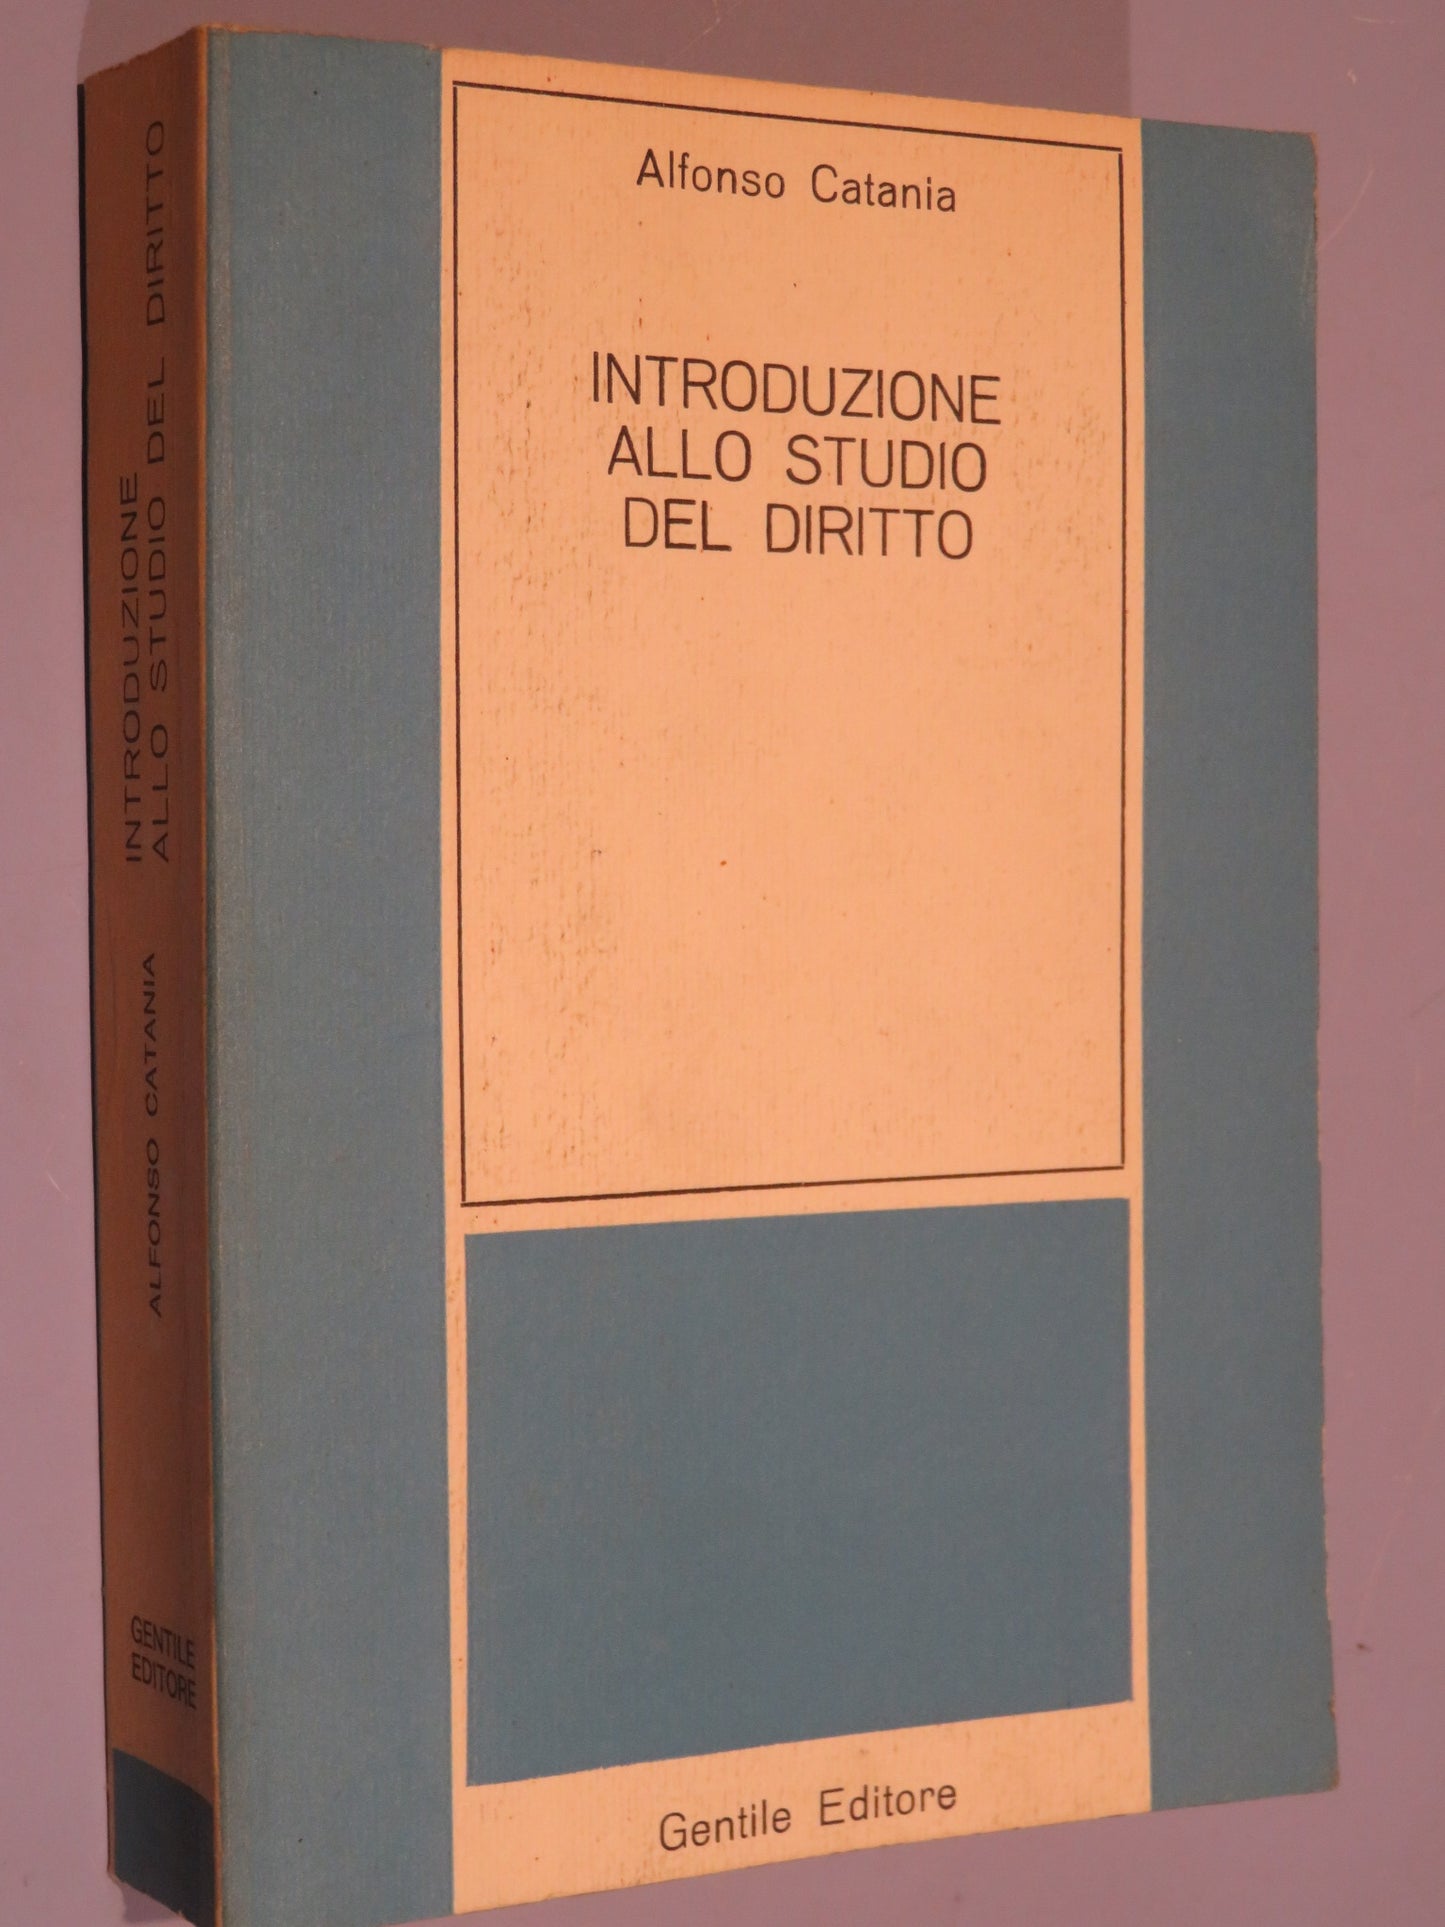 Alfonso Catania
INTRODUZIONE
ALLO STUDIO
DEL DIRITTO
Gentile Editore
INTRODUZIONE
ALLO STUDIO DEL DIRITTO
ALFONSO CATANIA
GENTILE
EDITORE